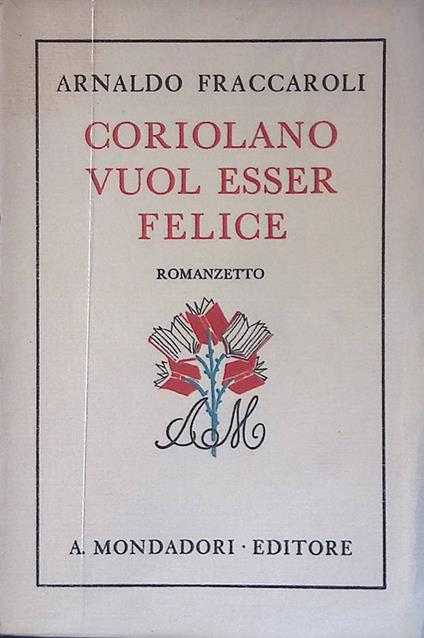 ARNALDO FRACCAROLI
CORIOLANO
VUOL ESSER
FELICE
ROMANZETTO
AM
A. MONDADORI · EDITORE